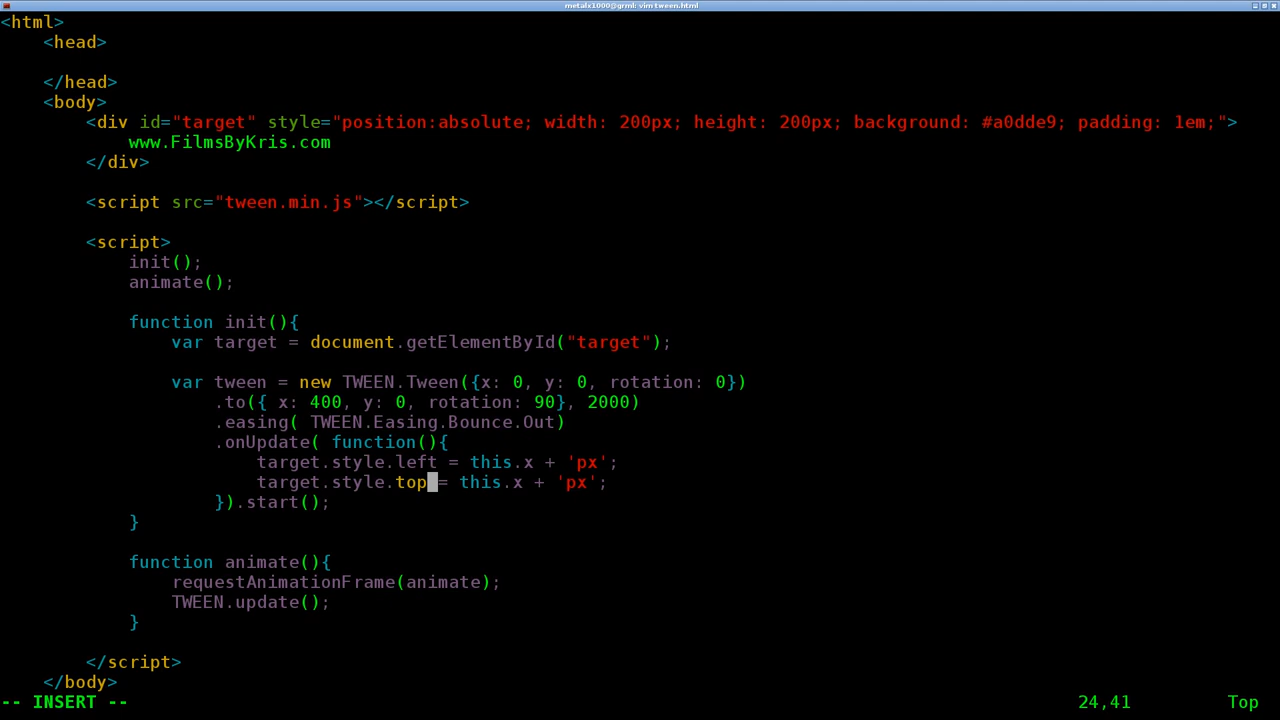 metalx1000@grml: vim tween.html
<html>
    <head>

    </head>
    <body>
        <div id="target" style="position:absolute; width: 200px; height: 200px; background: #a0dde9; padding: 1em;">
            www.FilmsByKris.com
        </div>

        <script src="tween.min.js"></script>

        <script>
            init();
            animate();

            function init(){
                var target = document.getElementById("target");

                var tween = new TWEEN.Tween({x: 0, y: 0, rotation: 0})
                    .to({ x: 400, y: 0, rotation: 90}, 2000)
                    .easing( TWEEN.Easing.Bounce.Out)
                    .onUpdate( function(){
                        target.style.left = this.x + 'px';
                        target.style.top = this.x + 'px';
                    }).start();
            }

            function animate(){
                requestAnimationFrame(animate);
                TWEEN.update();
            }

        </script>
    </body>
-- INSERT -- 24,41 Top